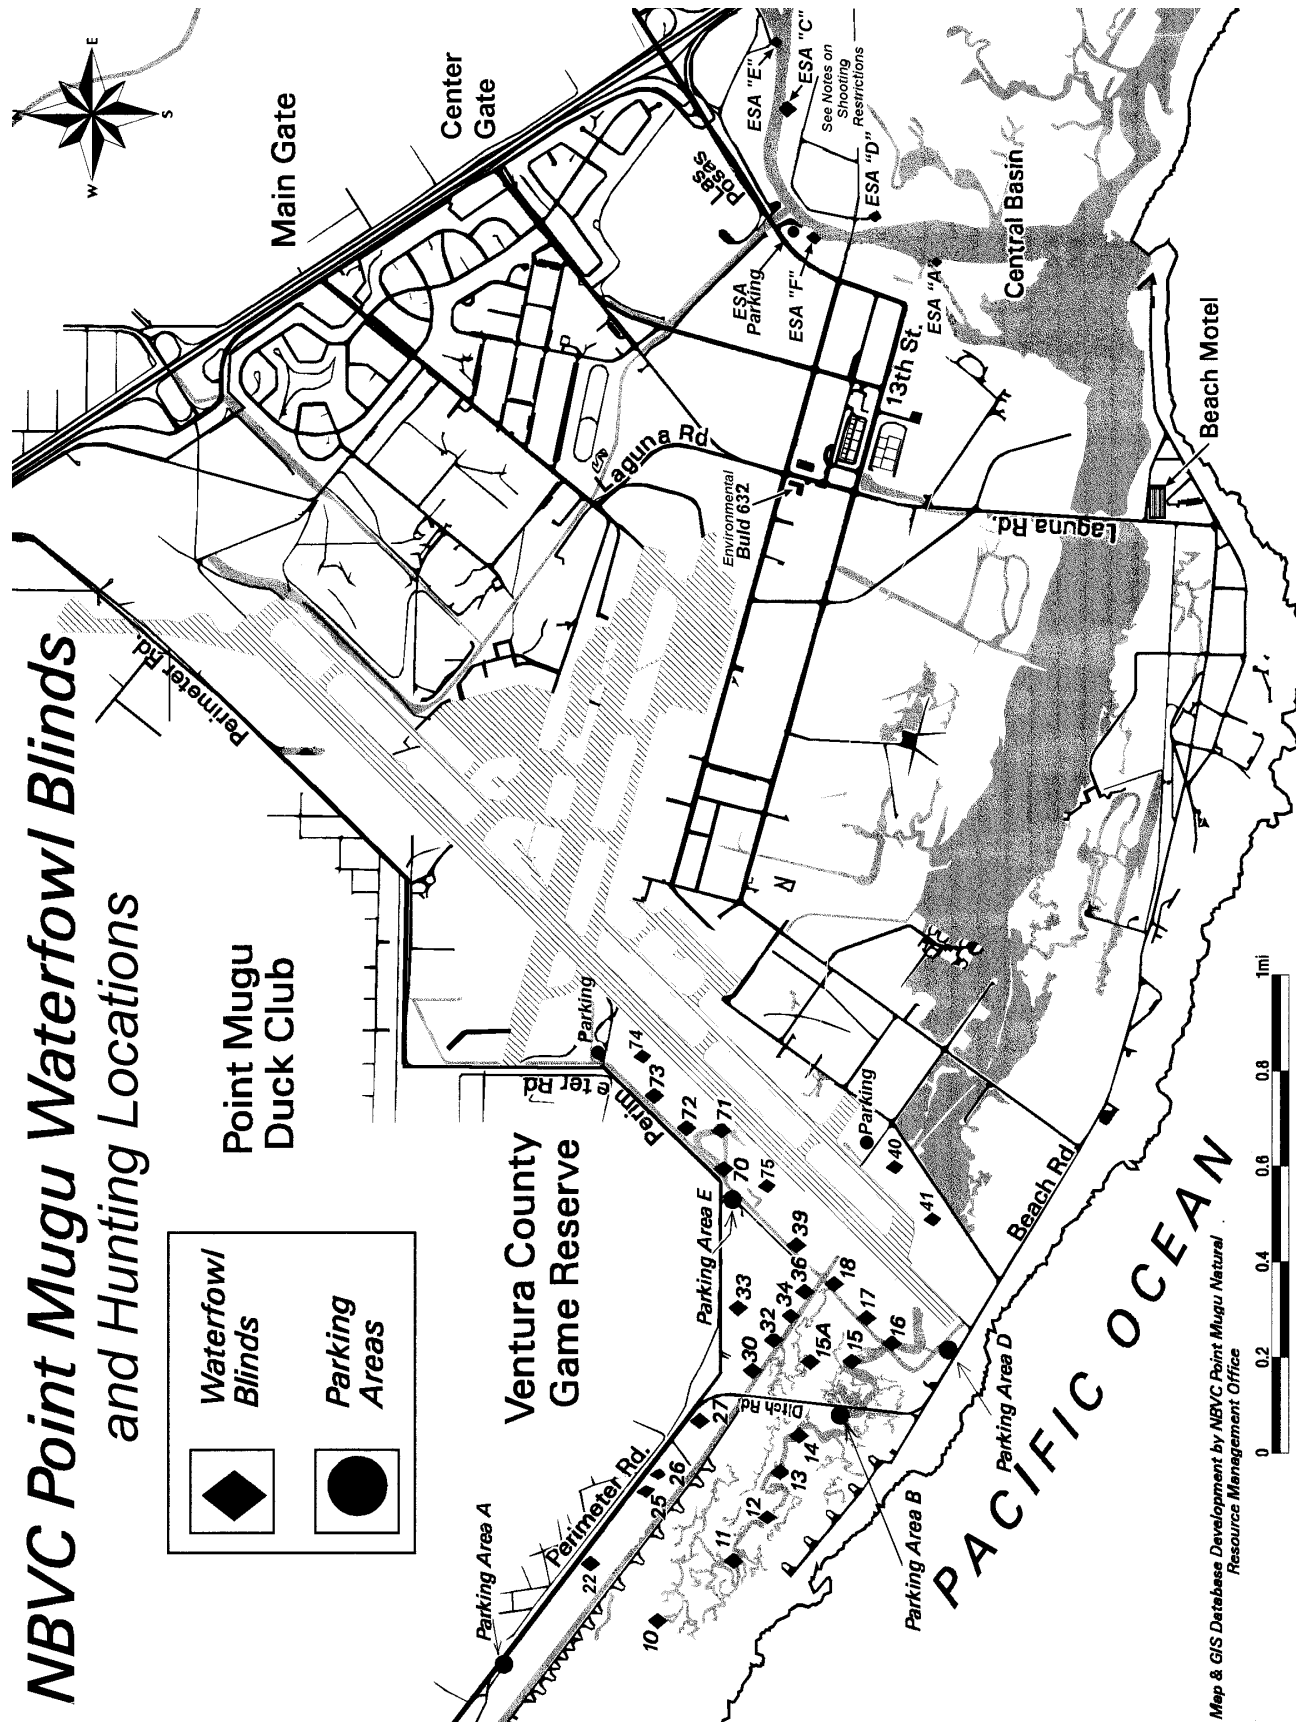 NBVC Point Mugu Waterfowl Blinds
and Hunting Locations
Waterfowl
Blinds
Parking
Areas
Point Mugu
Duck Club
Ventura County
Game Reserve
Main Gate
Center
Gate
W
E
S
Perimeter Rd.
Perim
eter Rd
Perimeter Rd.
Parking Area A
Parking Area E
Parking
Parking
Parking Area B
Parking Area D
Ditch Rd
Beach Rd.
Las
Posas
Laguna Rd
Laguna Rd.
13th St.
Environmental
Buld 632
ESA
Parking
ESA "E"
ESA "C"
See Notes on
Shooting
Restrictions
ESA "D"
ESA "F"
ESA "A"
Central Basin
Beach Motel
10
11
12
13
14
15
15A
16
17
18
22
25
26
27
30
32
33
34
36
39
40
41
70
71
72
73
74
75
PACIFIC OCEAN
0
0.2
0.4
0.6
0.8
1mi
Map & GIS Database Development by NBVC Point Mugu Natural
Resource Management Office